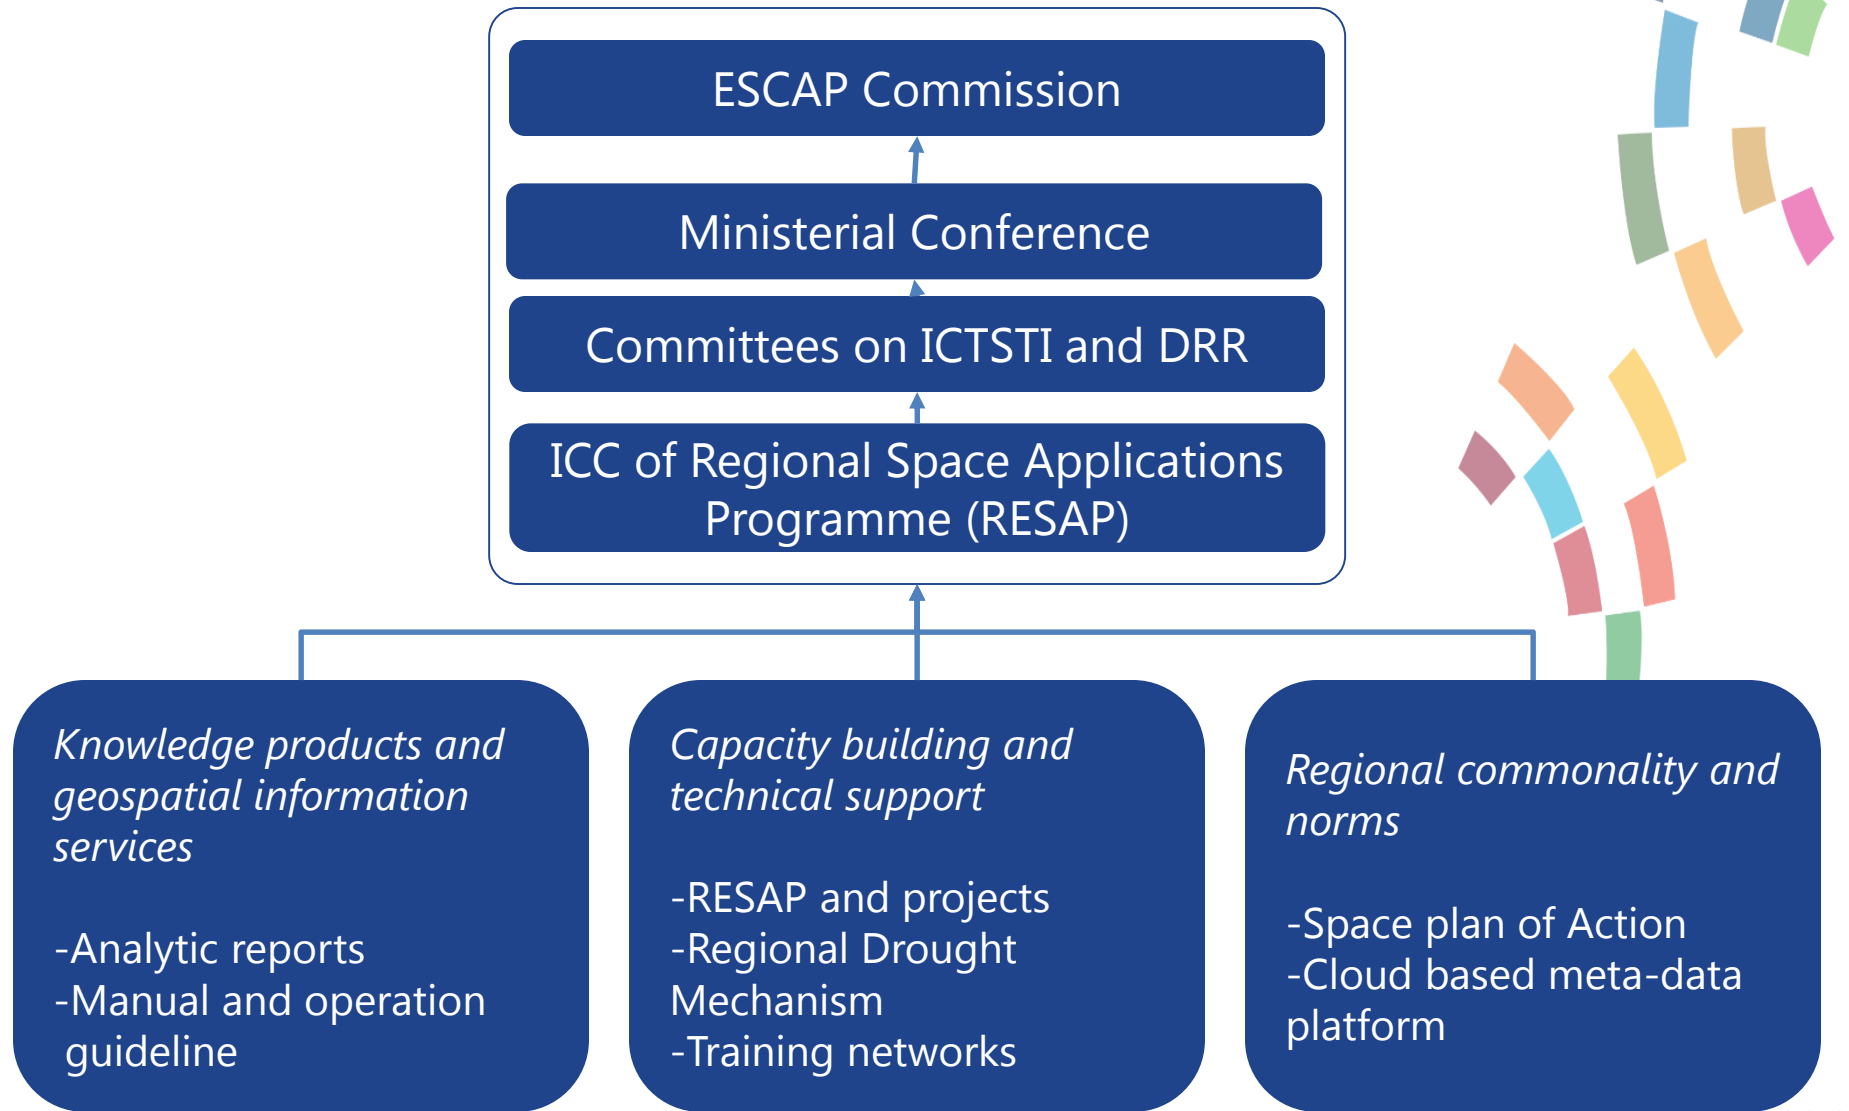 ESCAP Commission
Ministerial Conference
Committees on ICTSTI and DRR
ICC of Regional Space Applications
Programme (RESAP)
Knowledge products and
geospatial information
services
-Analytic reports
-Manual and operation
guideline
Capacity building and
technical support
-RESAP and projects
-Regional Drought
Mechanism
-Training networks
Regional commonality and
norms
-Space plan of Action
-Cloud based meta-data
platform